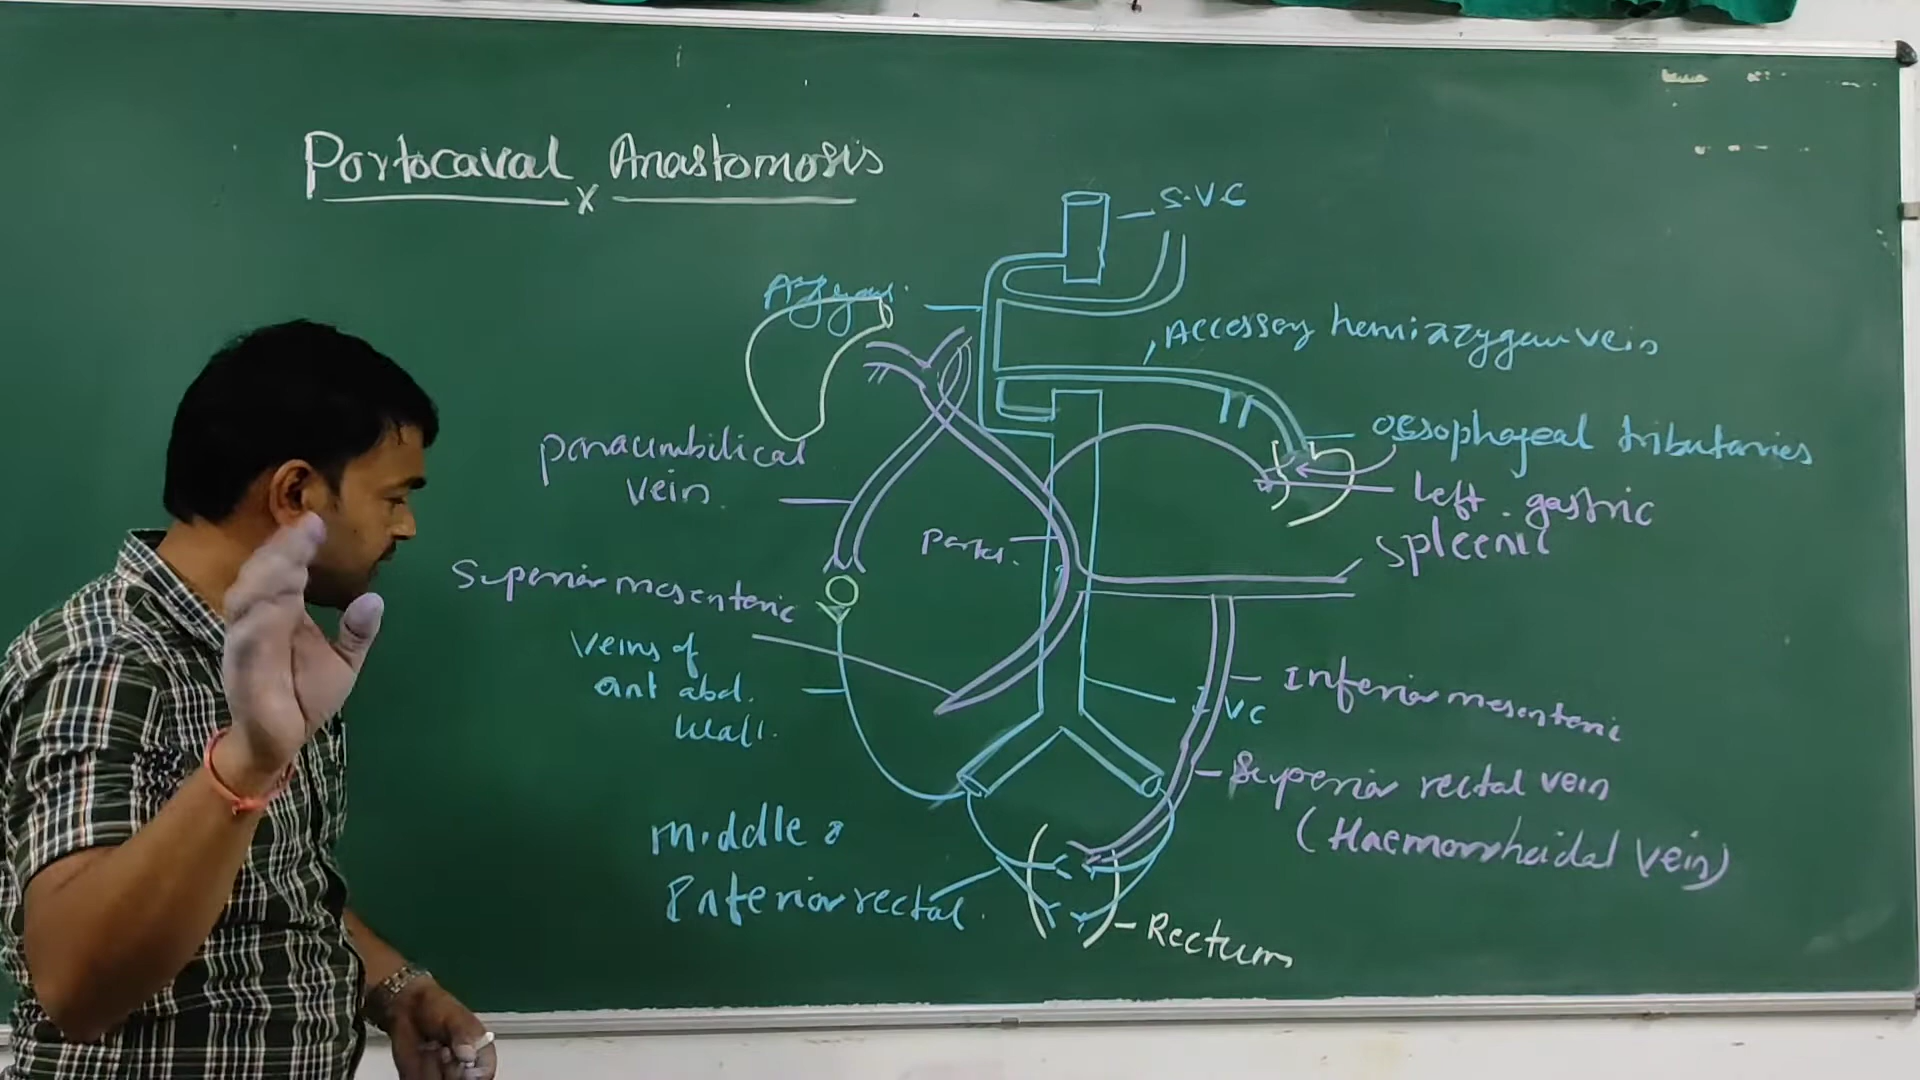 Portocaval Anastomosis
x
S.V.C
Azygous.
Accessory hemiazygous vein
oesophageal tributaries
left gastric
spleenic
paraumbilical
vein
portal
Superior mesenteric
veins of
ant abd.
wall.
IVC
Inferior mesenteric
Superior rectal vein
(Haemorrhoidal vein)
middle &
Inferior rectal.
Rectum